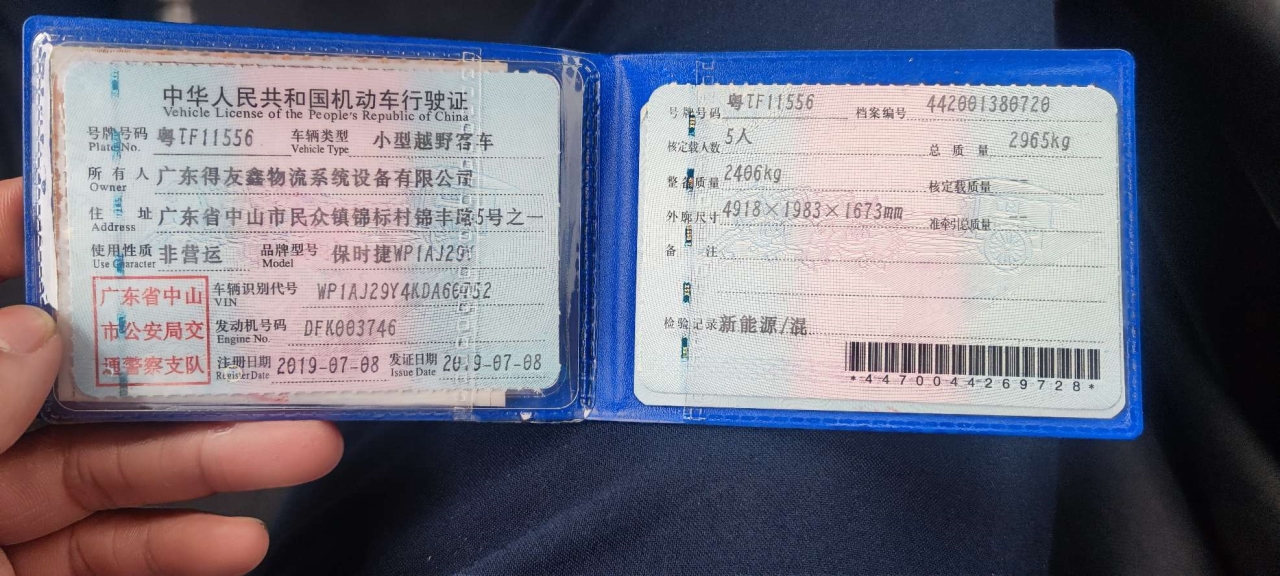 中华人民共和国机动车行驶证
Vehicle License of the People's Republic of China
号牌号码 粤TF11556 车辆类型 小型越野客车
Plate No. Vehicle Type
所有人 广东得友鑫物流系统设备有限公司
Owner
住址 广东省中山市民众镇锦标村锦丰路5号之一
Address
使用性质 非营运 品牌型号 保时捷WP1AJ29Y
Use Character Model
广东省中山
市公安局交
通警察支队
车辆识别代号 WP1AJ29Y4KDA66752
VIN
发动机号码 DFK003746
Engine No.
注册日期 2019-07-08 发证日期 2019-07-08
Register Date Issue Date
号牌号码 粤TF11556 档案编号 442001380720
核定载人数 5人 总质量 2965kg
整备质量 2406kg 核定载质量 --
外廓尺寸 4918×1983×1673mm 准牵引总质量 --
备注
检验记录 新能源/混
*4470044269728*